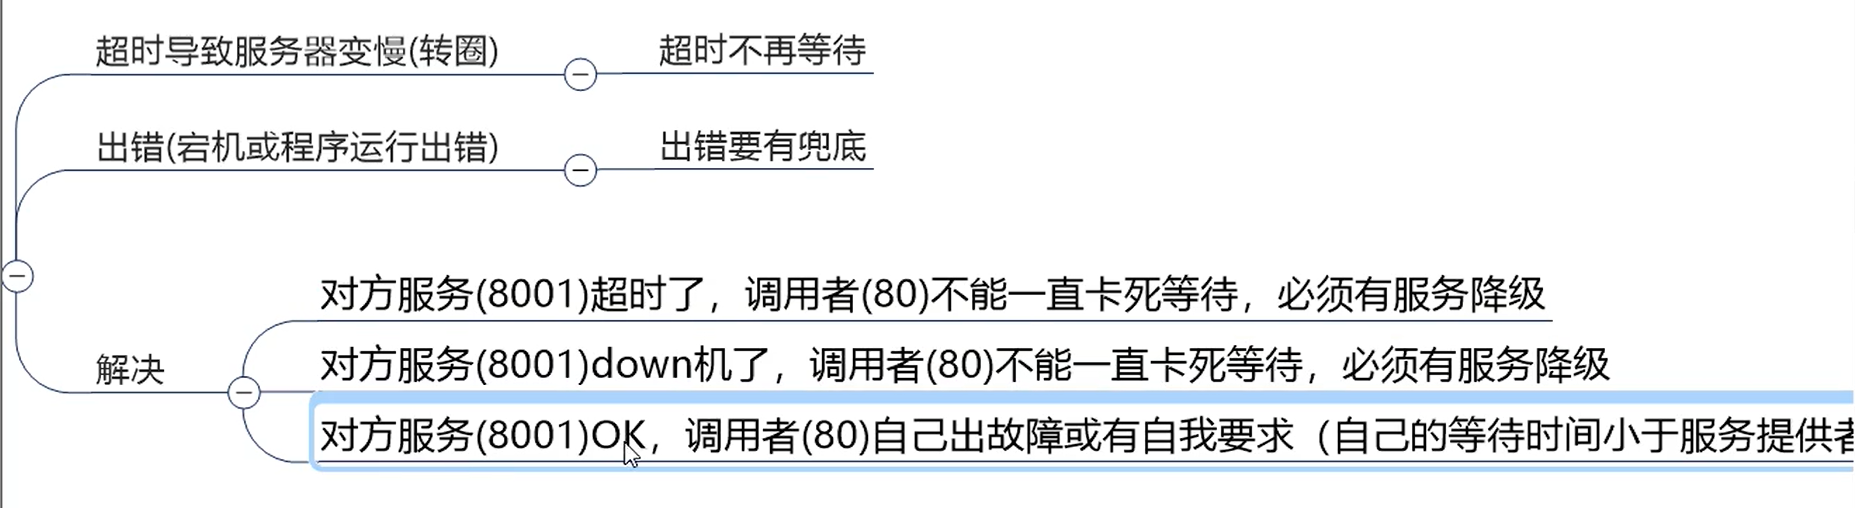 超时导致服务器变慢(转圈)
超时不再等待
出错(宕机或程序运行出错)
出错要有兜底
解决
对方服务(8001)超时了，调用者(80)不能一直卡死等待，必须有服务降级
对方服务(8001)down机了，调用者(80)不能一直卡死等待，必须有服务降级
对方服务(8001)OK，调用者(80)自己出故障或有自我要求（自己的等待时间小于服务提供者